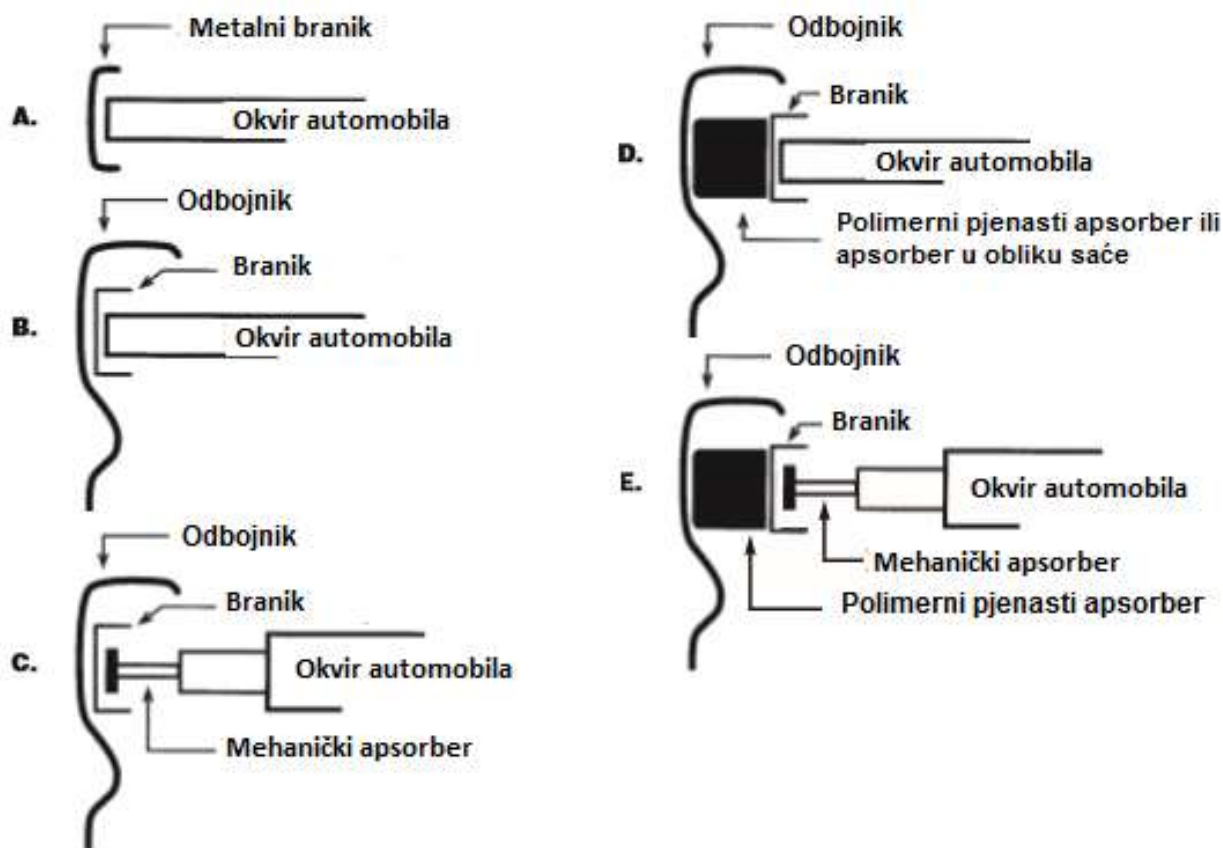 Metalni branik
A.
Okvir automobila
Odbojnik
Branik
B.
Okvir automobila
Odbojnik
Branik
C.
Okvir automobila
Mehanički apsorber
Odbojnik
Branik
D.
Okvir automobila
Polimerni pjenasti apsorber ili
apsorber u obliku saće
Odbojnik
Branik
E.
Okvir automobila
Mehanički apsorber
Polimerni pjenasti apsorber